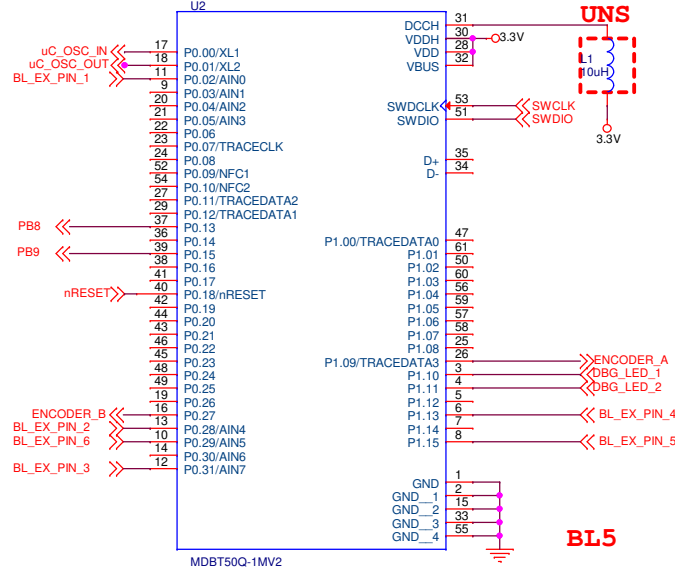 U2
UNS
DCCH 31
VDDH 30
VDD 28
VBUS 32
3.3V
L1
10uH
3.3V
uC_OSC_IN 17 P0.00/XL1
uC_OSC_OUT 18 P0.01/XL2
BL_EX_PIN_1 11 P0.02/AIN0
9 P0.03/AIN1
20 P0.04/AIN2
21 P0.05/AIN3
22 P0.06
23 P0.07/TRACECLK
24 P0.08
52 P0.09/NFC1
54 P0.10/NFC2
27 P0.11/TRACEDATA2
29 P0.12/TRACEDATA1
PB8 37 P0.13
36 P0.14
PB9 39 P0.15
38 P0.16
41 P0.17
nRESET 40 P0.18/nRESET
42 P0.19
44 P0.20
43 P0.21
46 P0.22
45 P0.23
48 P0.24
49 P0.25
19 P0.26
ENCODER_B 16 P0.27
BL_EX_PIN_2 13 P0.28/AIN4
BL_EX_PIN_6 10 P0.29/AIN5
14 P0.30/AIN6
BL_EX_PIN_3 12 P0.31/AIN7
SWDCLK 53 SWCLK
SWDIO 51 SWDIO
D+ 35
D- 34
P1.00/TRACEDATA0 47
P1.01 61
P1.02 50
P1.03 60
P1.04 56
P1.05 59
P1.06 57
P1.07 58
P1.08 25
P1.09/TRACEDATA3 26 ENCODER_A
P1.10 3 DBG_LED_1
P1.11 4 DBG_LED_2
P1.12 5
P1.13 6 BL_EX_PIN_4
P1.14 7
P1.15 8 BL_EX_PIN_5
GND 1
GND__1 2
GND__2 15
GND__3 33
GND__4 55
BL5
MDBT50Q-1MV2